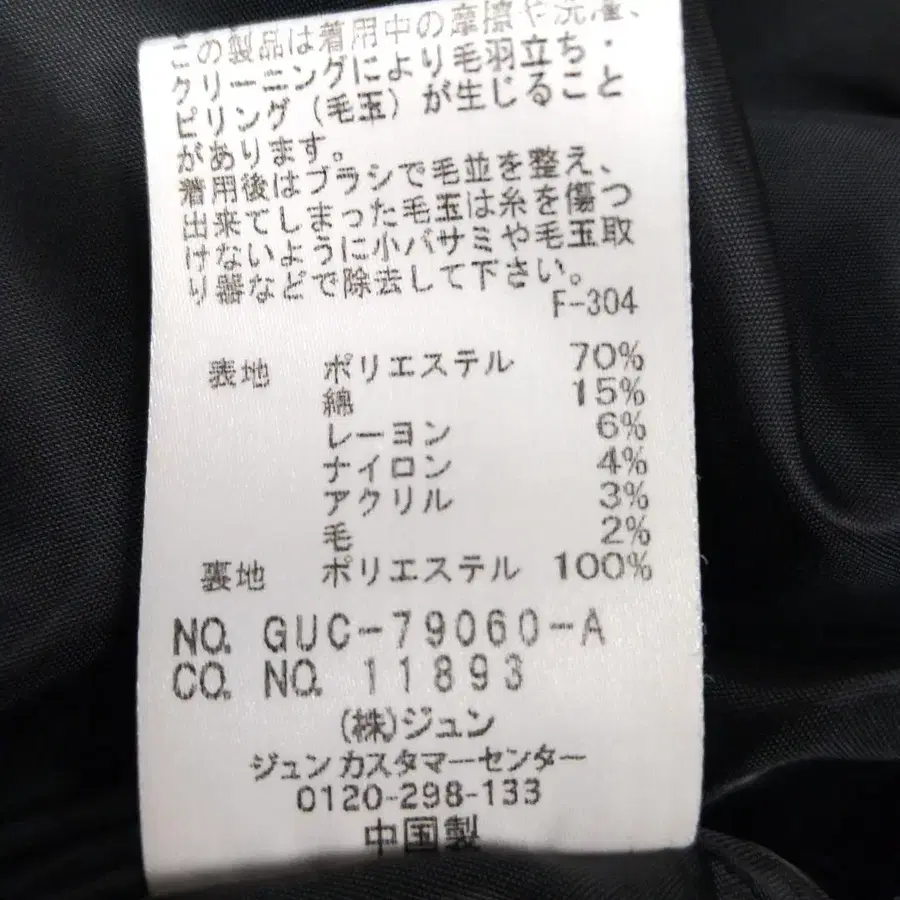 この製品は着用中の摩擦や洗濯、
クリーニングにより毛羽立ち・
ピリング（毛玉）が生じること
があります。
着用後はブラシで毛並を整え、
出来てしまった毛玉は糸を傷つ
けないように小バサミや毛玉取
り器などで除去して下さい。
F-304
表地 ポリエステル 70%
綿 15%
レーヨン 6%
ナイロン 4%
アクリル 3%
毛 2%
裏地 ポリエステル 100%
NO. GUC-79060-A
CO. NO. 11893
(株)ジュン
ジュン カスタマーセンター
0120-298-133
中国製